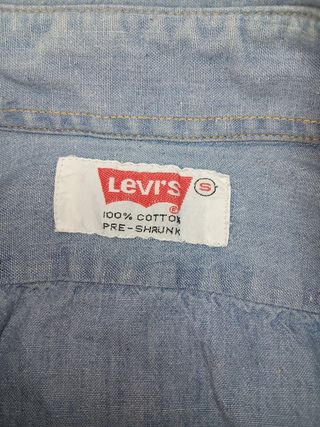 Levi's S
®
100% COTTON
PRE-SHRUNK